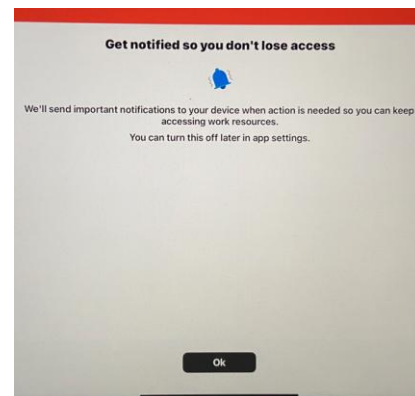 Get notified so you don't lose access
We'll send important notifications to your device when action is needed so you can keep
accessing work resources.
You can turn this off later in app settings.
Ok